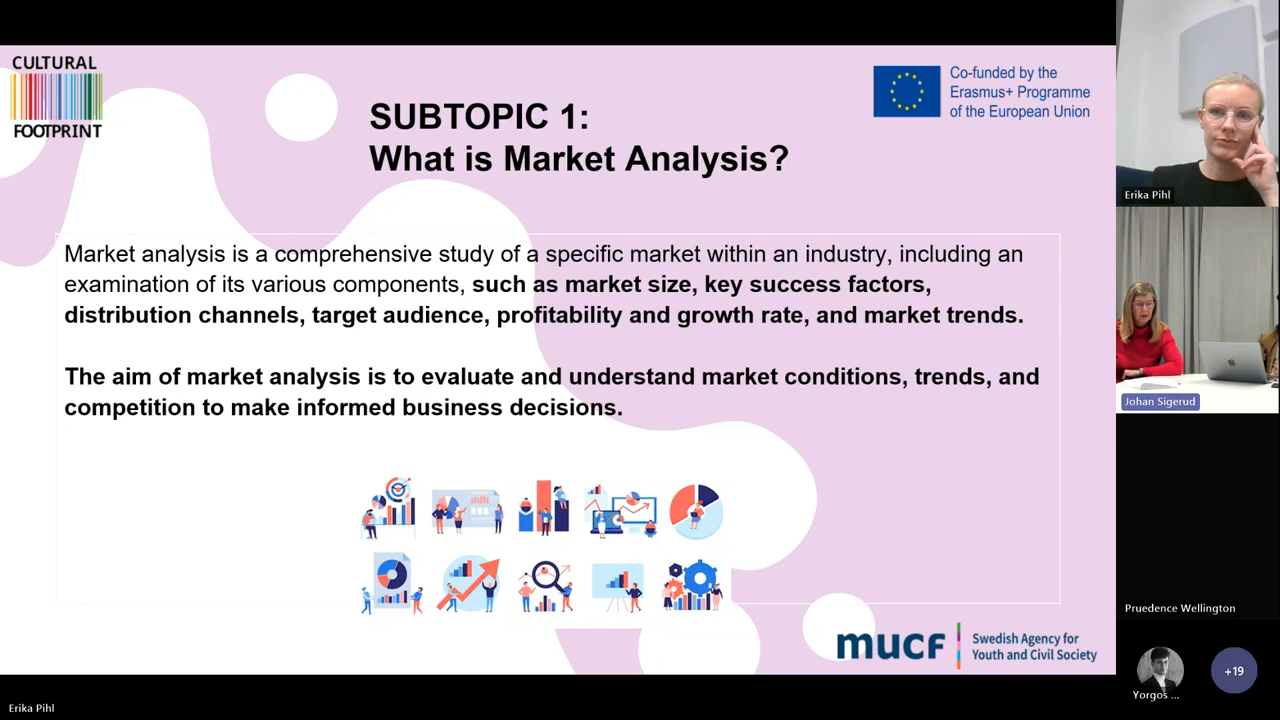 CULTURAL
FOOTPRINT
Co-funded by the
Erasmus+ Programme
of the European Union
SUBTOPIC 1:
What is Market Analysis?
Market analysis is a comprehensive study of a specific market within an industry, including an
examination of its various components, such as market size, key success factors,
distribution channels, target audience, profitability and growth rate, and market trends.
The aim of market analysis is to evaluate and understand market conditions, trends, and
competition to make informed business decisions.
mucf
Swedish Agency for
Youth and Civil Society
Erika Pihl
Johan Sigerud
Pruedence Wellington
Yorgos ...
+19
Erika Pihl